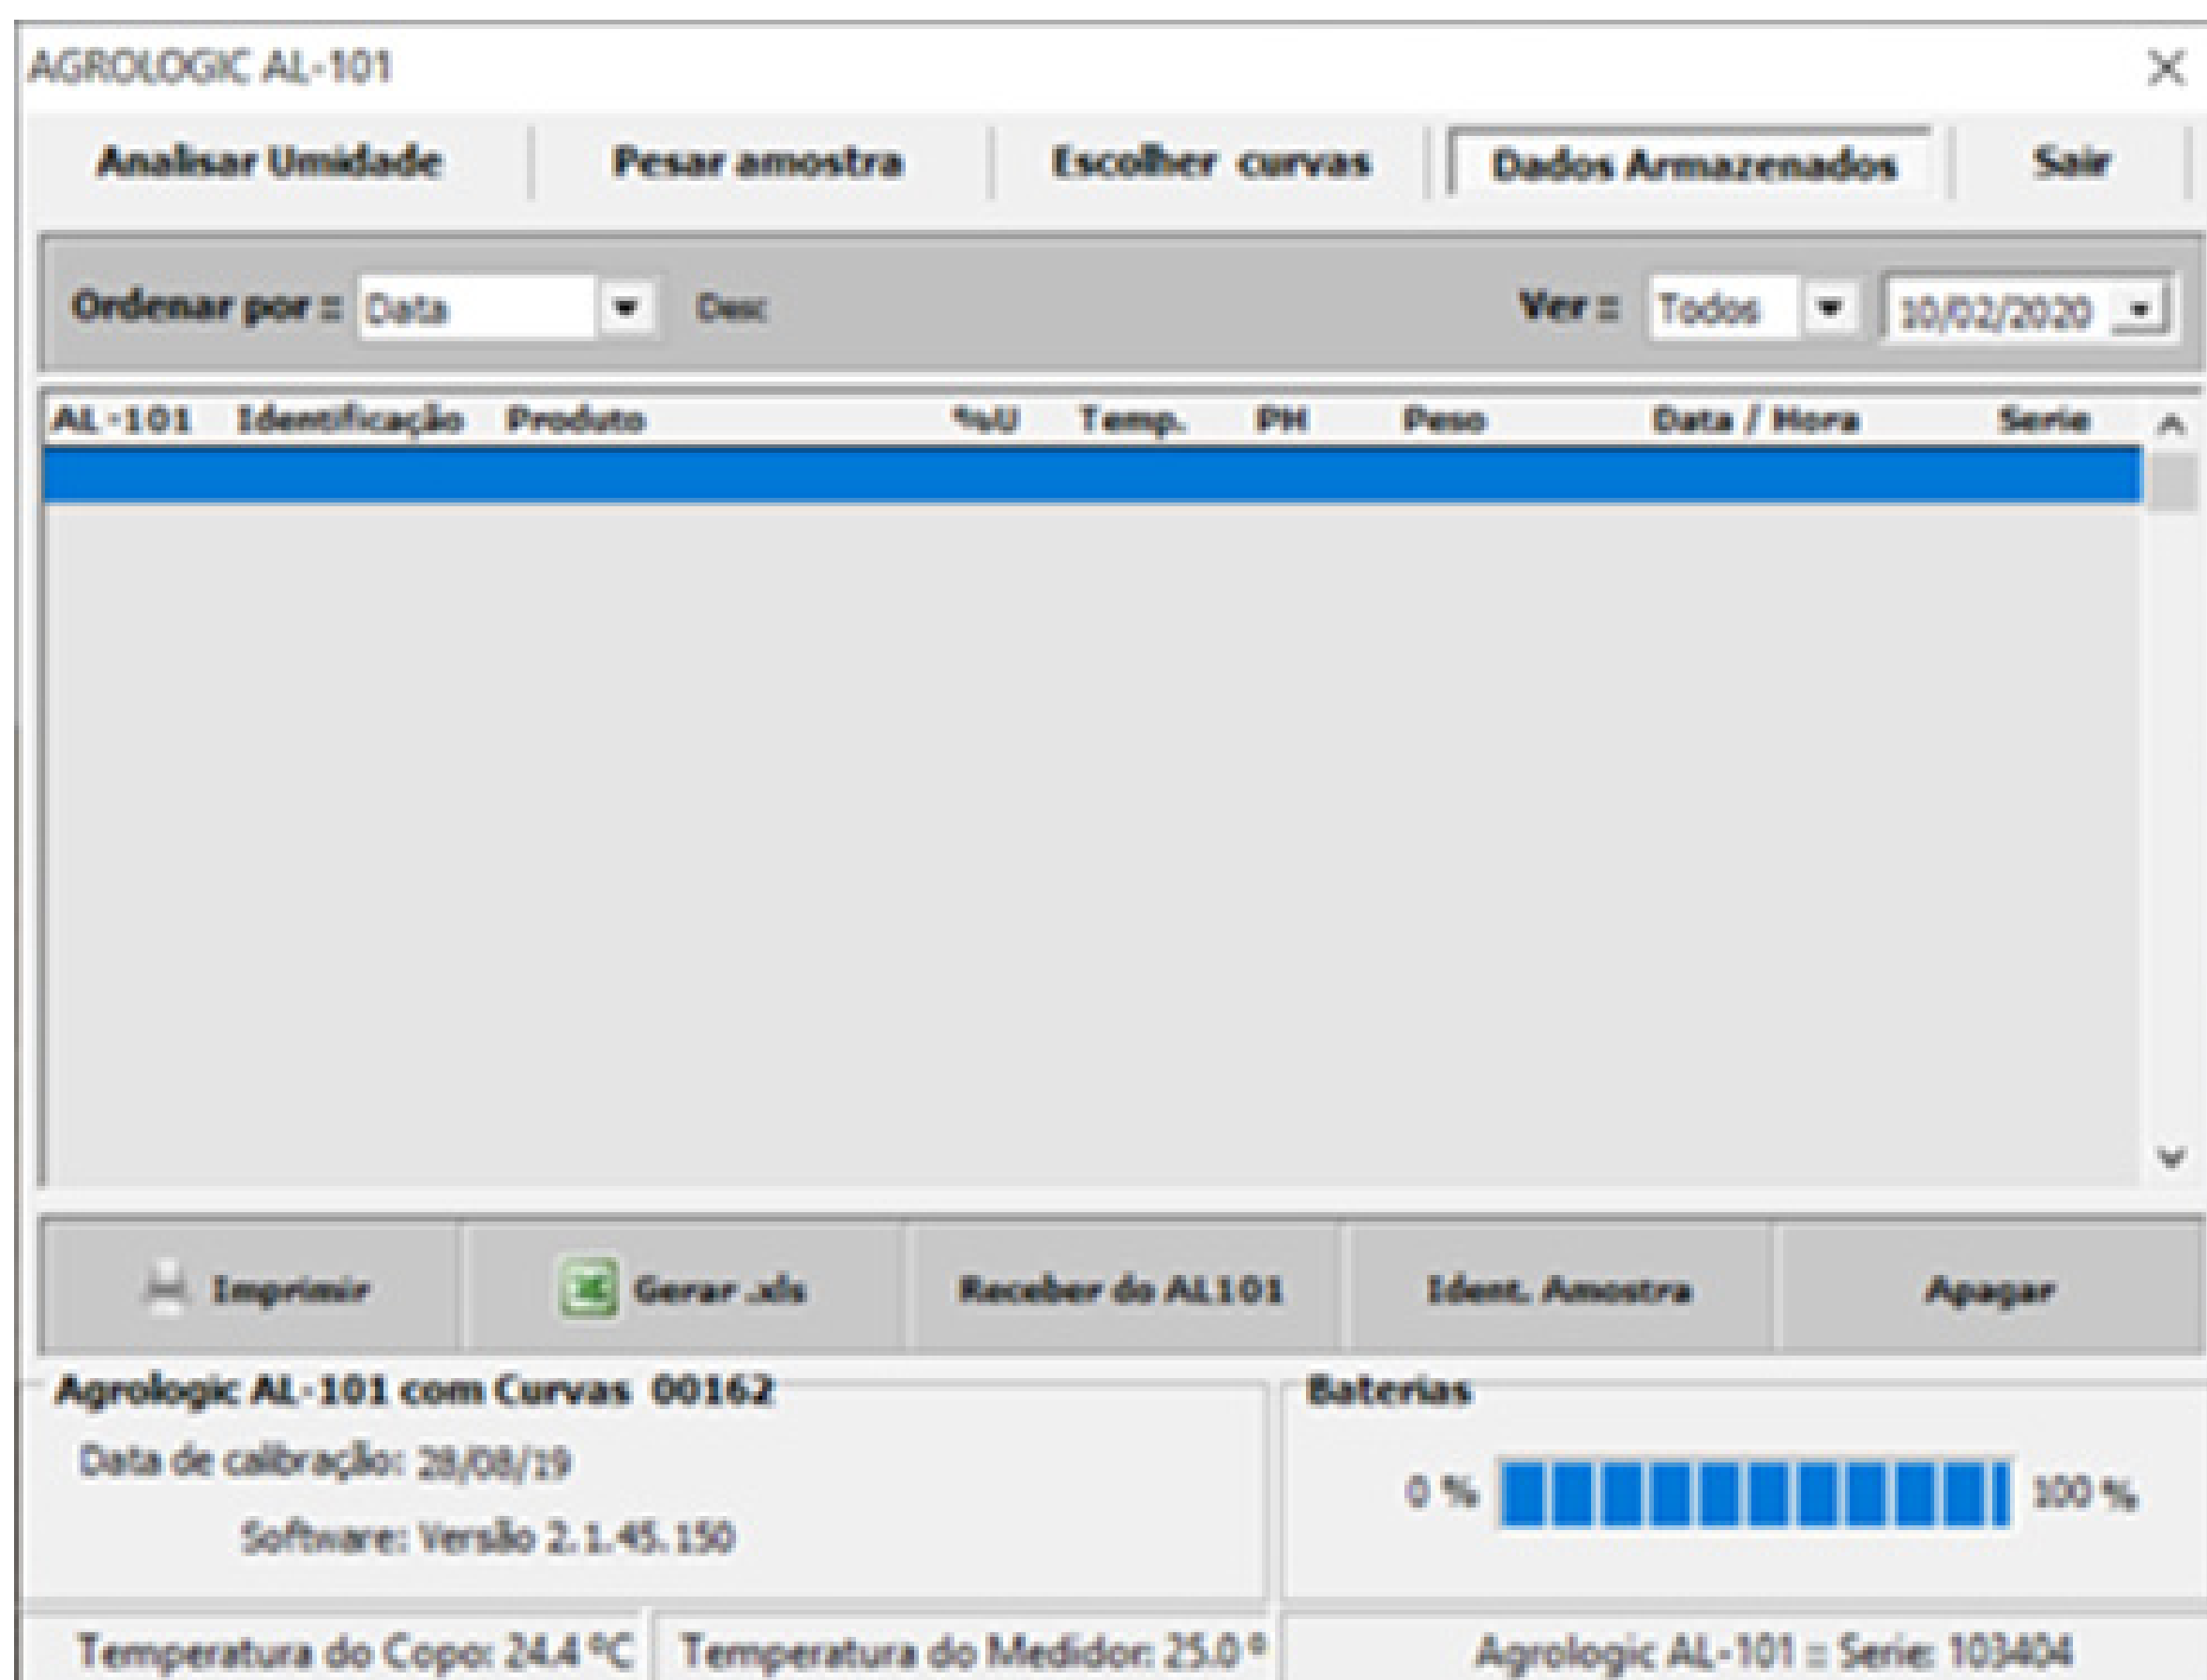 AGROLOGIC AL-101
Analisar Umidade Pesar amostra Escolher curvas Dados Armazenados Sair
Ordenar por = Data Desc Ver = Todos 10/02/2020
AL-101 Identificação Produto %U Temp. PH Peso Data / Hora Serie
Imprimir Gerar .xls Receber do AL101 Ident. Amostra Apagar
Agrologic AL-101 com Curvas 00162 Baterias
Data de calibração: 28/08/19
0 % 100 %
Software: Versão 2.1.45.150
Temperatura do Copo: 24.4 ºC Temperatura do Medidor: 25.0 º Agrologic AL-101 = Serie: 103404